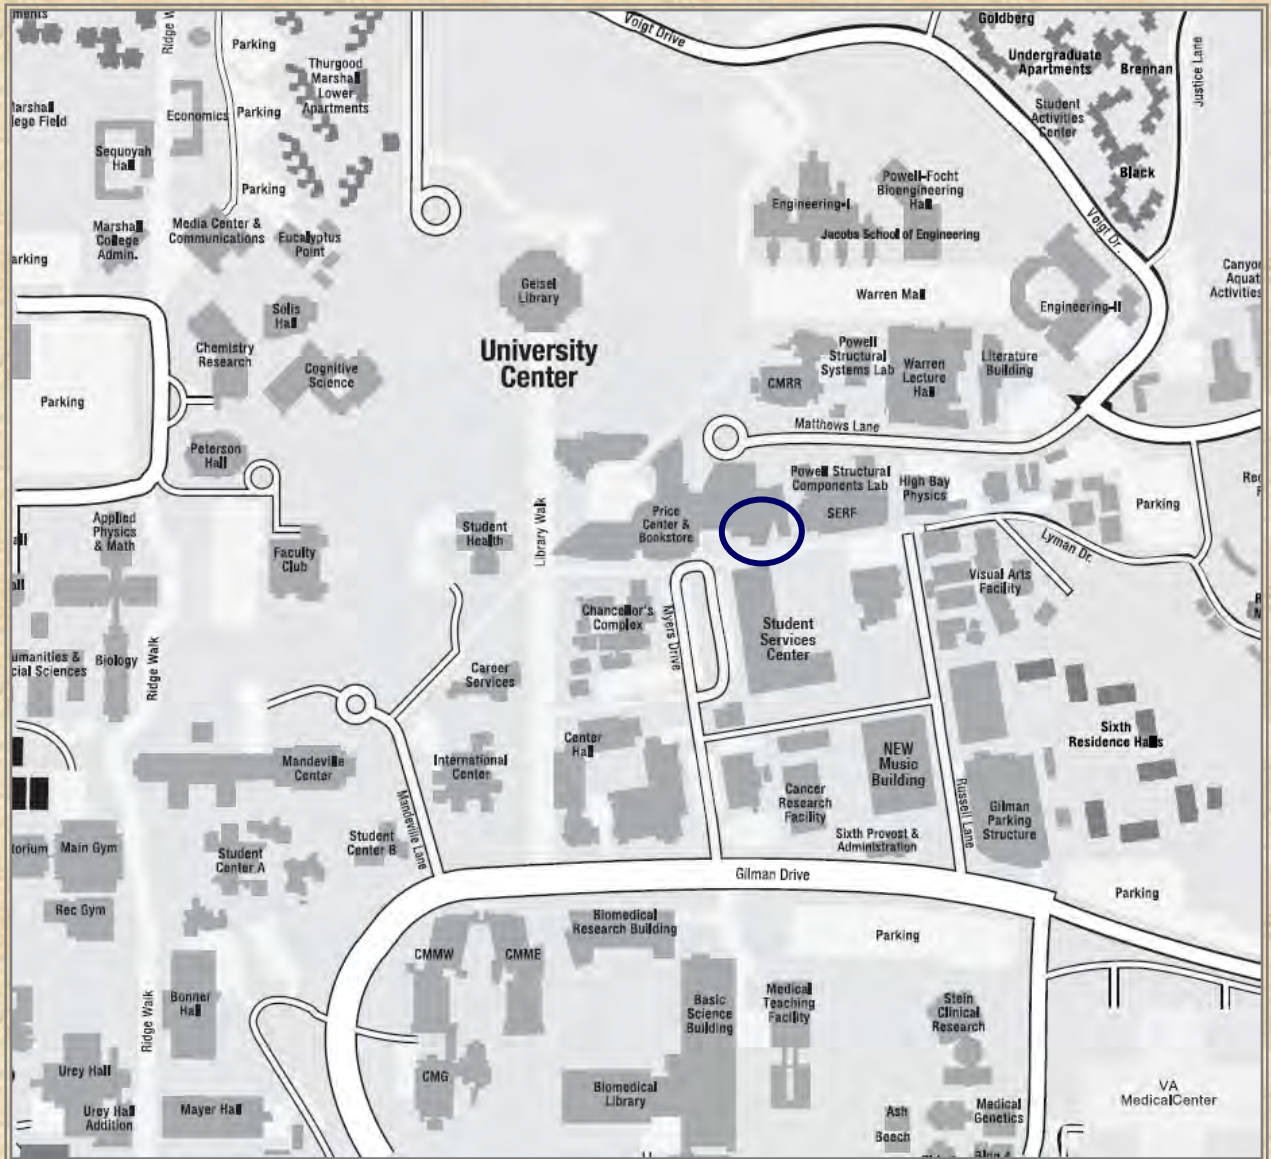 Voigt Drive
Goldberg
Undergraduate
Apartments
Brennan
Justice Lane
Student
Activities
Center
Black
Voigt Dr.
Parking
Thurgood
Marshall
Lower
Apartments
Economics
Parking
Sequoyah
Hall
Parking
Marshall
College
Admin.
Media Center &
Communications
Eucalyptus
Point
Powell-Focht
Bioengineering
Hall
Engineering-I
Jacobs School of Engineering
Geisel
Library
Warren Mall
Engineering-II
Solis
Hall
Chemistry
Research
Cognitive
Science
University
Center
CMRR
Powell
Structural
Systems Lab
Warren
Lecture
Hall
Literature
Building
Parking
Matthews Lane
Peterson
Hall
Powell Structural
Components Lab
High Bay
Physics
Parking
Applied
Physics
& Math
Library Walk
Student
Health
Price
Center &
Bookstore
SERF
Lyman Dr.
Faculty
Club
Visual Arts
Facility
Chancellor's
Complex
Myers Drive
Student
Services
Center
Biology
Ridge Walk
Career
Services
Sixth
Residence Halls
Center
Hall
Mandeville
Center
International
Center
NEW
Music
Building
Mandeville Lane
Cancer
Research
Facility
Russell Lane
Gilman
Parking
Structure
Main Gym
Student
Center A
Student
Center B
Sixth Provost &
Administration
Gilman Drive
Parking
Rec Gym
Biomedical
Research Building
Parking
CMMW
CMME
Bonner
Hall
Ridge Walk
Basic
Science
Building
Medical
Teaching
Facility
Stein
Clinical
Research
Urey Hall
CMG
Biomedical
Library
VA
MedicalCenter
Urey Hall
Addition
Mayer Hall
Ash
Beech
Medical
Genetics